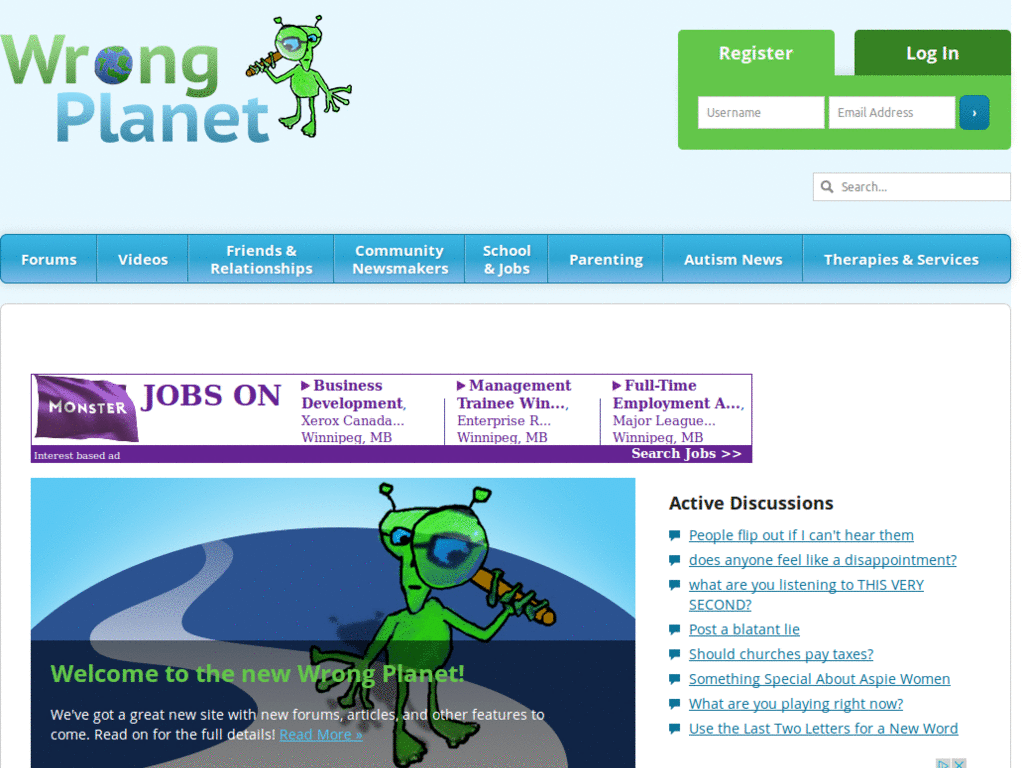 Wrong
Planet
Register
Log In
Username
Email Address
›
Search...
Forums
Videos
Friends &
Relationships
Community
Newsmakers
School
& Jobs
Parenting
Autism News
Therapies & Services
MONSTER
JOBS ON
Business
Development,
Xerox Canada...
Winnipeg, MB
Management
Trainee Win...,
Enterprise R...
Winnipeg, MB
Full-Time
Employment A...,
Major League...
Winnipeg, MB
Interest based ad
Search Jobs >>
Welcome to the new Wrong Planet!
We've got a great new site with new forums, articles, and other features to
come. Read on for the full details! Read More »
Active Discussions
People flip out if I can't hear them
does anyone feel like a disappointment?
what are you listening to THIS VERY
SECOND?
Post a blatant lie
Should churches pay taxes?
Something Special About Aspie Women
What are you playing right now?
Use the Last Two Letters for a New Word